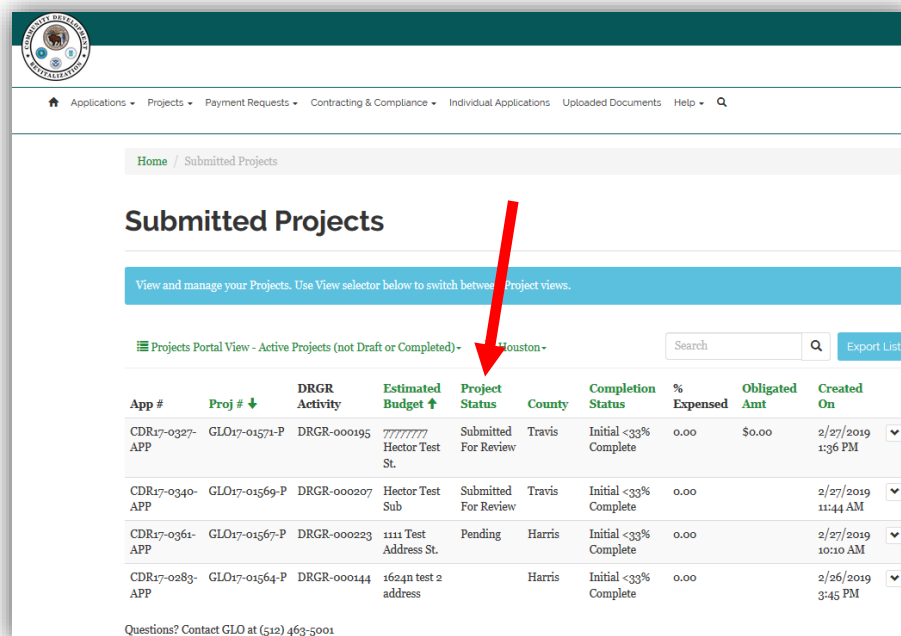 COMMUNITY DEVELOPMENT
REVITALIZATION
Applications Projects Payment Requests Contracting & Compliance Individual Applications Uploaded Documents Help
Home / Submitted Projects
Submitted Projects
View and manage your Projects. Use View selector below to switch between Project views.
Projects Portal View - Active Projects (not Draft or Completed) Houston Search Export List
DRGR Estimated Project Completion % Obligated Created
App # Proj # Activity Budget Status County Status Expensed Amt On
CDR17-0327- GLO17-01571-P DRGR-000195 77777777 Submitted Travis Initial <33% 0.00 $0.00 2/27/2019
APP Hector Test For Review Complete 1:36 PM
St.
CDR17-0340- GLO17-01569-P DRGR-000207 Hector Test Submitted Travis Initial <33% 0.00 2/27/2019
APP Sub For Review Complete 11:44 AM
CDR17-0361- GLO17-01567-P DRGR-000223 1111 Test Pending Harris Initial <33% 0.00 2/27/2019
APP Address St. Complete 10:10 AM
CDR17-0283- GLO17-01564-P DRGR-000144 1624n test 2 Harris Initial <33% 0.00 2/26/2019
APP address Complete 3:45 PM
Questions? Contact GLO at (512) 463-5001